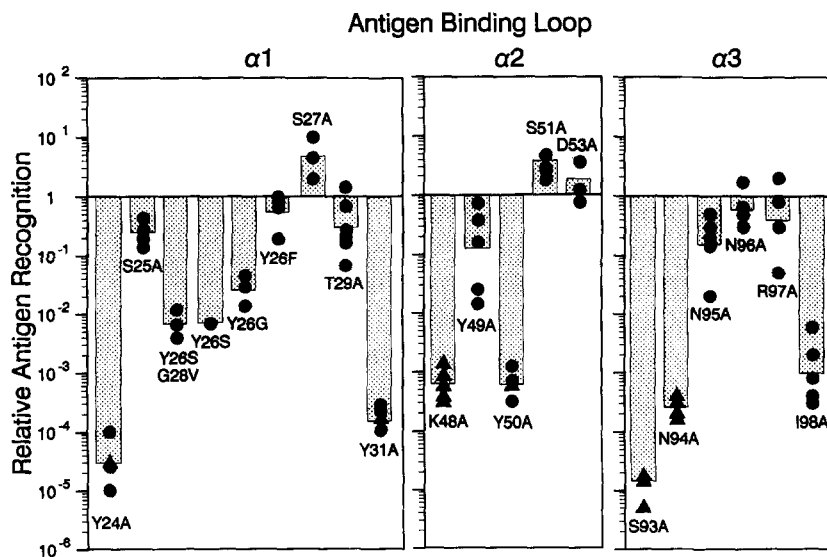 Antigen Binding Loop
α1 α2 α3
Relative Antigen Recognition
10²
10¹
1
10⁻¹
10⁻²
10⁻³
10⁻⁴
10⁻⁵
10⁻⁶
Y24A
S25A
Y26S
G28V
Y26S
Y26G
Y26F
S27A
T29A
Y31A
K48A
Y49A
Y50A
S51A
D53A
S93A
N94A
N95A
N96A
R97A
I98A